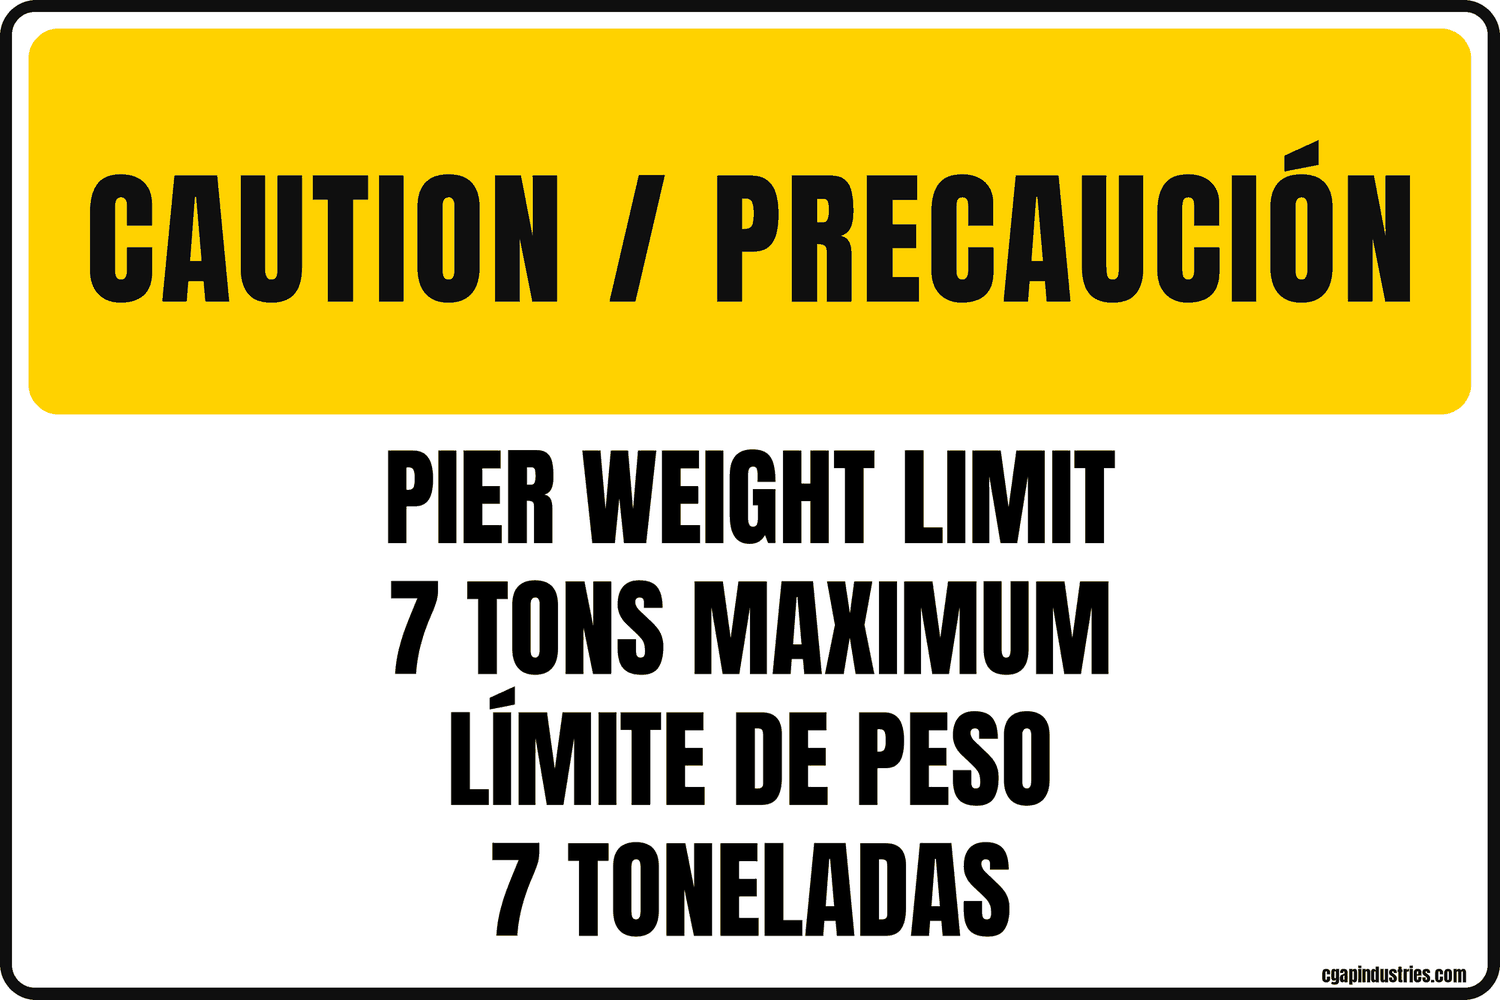 CAUTION / PRECAUCIÓN
PIER WEIGHT LIMIT
7 TONS MAXIMUM
LÍMITE DE PESO
7 TONELADAS
cgapindustries.com